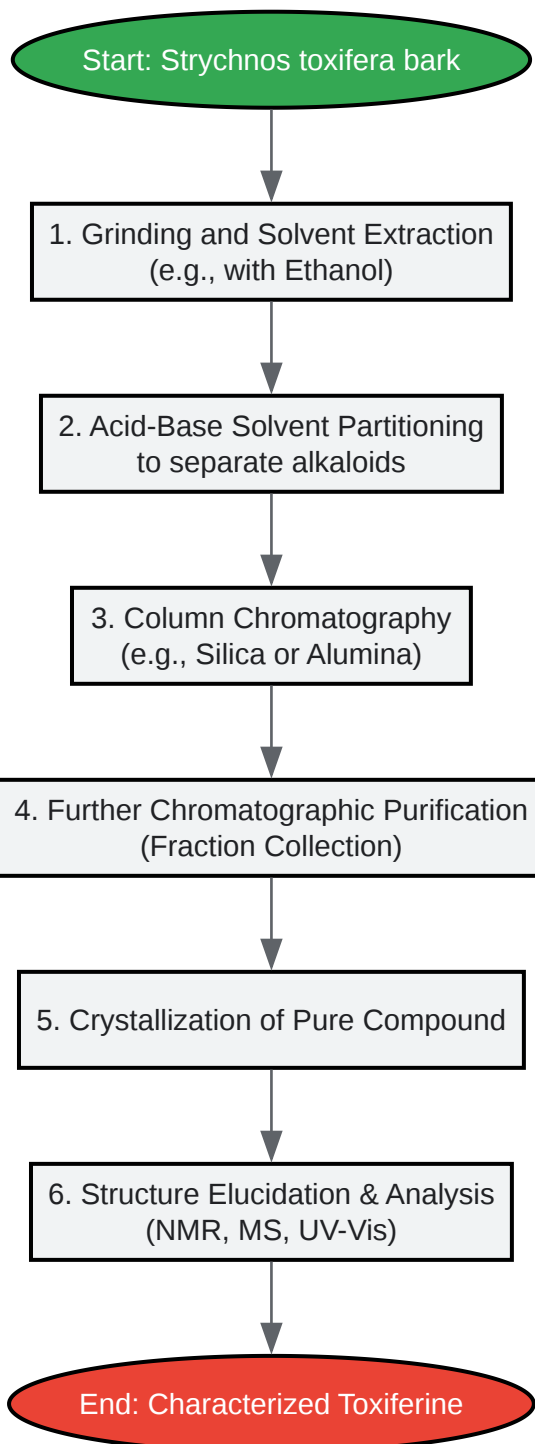 Start: Strychnos toxifera bark
1. Grinding and Solvent Extraction
(e.g., with Ethanol)
2. Acid-Base Solvent Partitioning
to separate alkaloids
3. Column Chromatography
(e.g., Silica or Alumina)
4. Further Chromatographic Purification
(Fraction Collection)
5. Crystallization of Pure Compound
6. Structure Elucidation & Analysis
(NMR, MS, UV-Vis)
End: Characterized Toxiferine